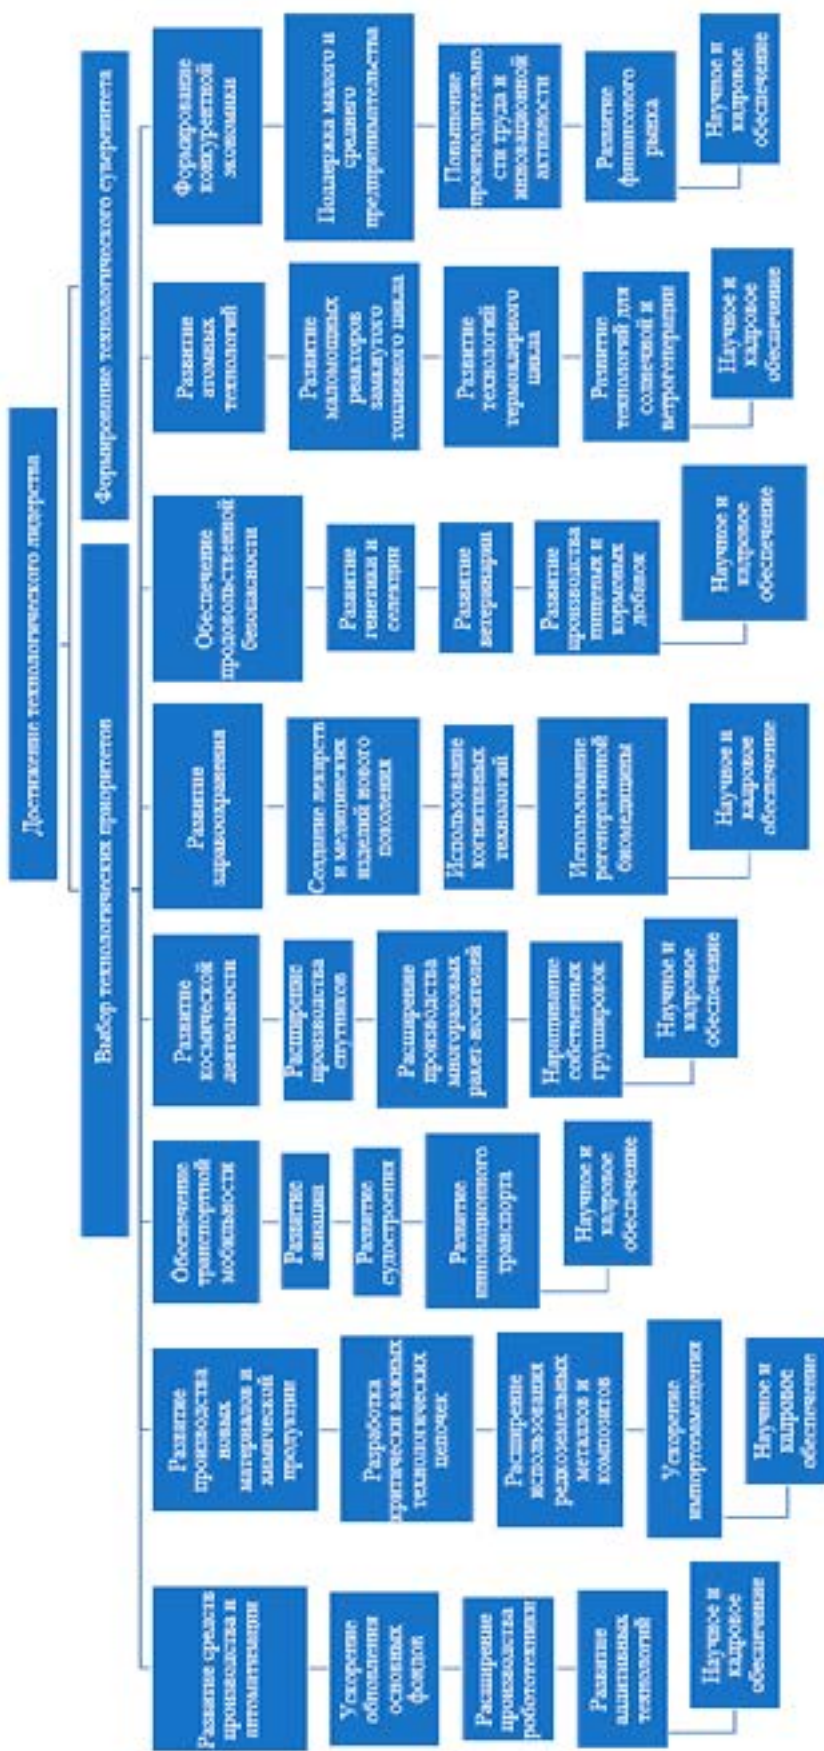 Достижение технологического лидерства
Выбор технологических приоритетов
Формирование технологического суверенитета
Развитие средств
производства и
автоматизации
Ускорение
обновления
основных
фондов
Расширение
производства
робототехники
Развитие
аддитивных
технологий
Научное и
кадровое
обеспечение
Развитие
производства
новых
материалов и
химической
продукции
Разработка
критически важных
технологических
цепочек
Расширение
использования
редкоземельных
металлов и
композитов
Ускорение
импортозамещения
Научное и
кадровое
обеспечение
Обеспечение
транспортной
мобильности
Развитие
авиации
Развитие
судостроения
Развитие
инновационного
транспорта
Научное и
кадровое
обеспечение
Развитие
космической
деятельности
Расширение
производства
спутников
Расширение
производства
многоразовых
ракет носителей
Наращивание
собственных
группировок
Научное и
кадровое
обеспечение
Развитие
здравоохранения
Создание лекарств
и медицинских
изделий нового
поколения
Использование
когнитивных
технологий
Использование
регенеративной
биомедицины
Научное и
кадровое
обеспечение
Обеспечение
продовольственной
безопасности
Развитие
генетики и
селекции
Развитие
ветеринарии
Развитие
производства
пищевых и
кормовых
добавок
Научное и
кадровое
обеспечение
Развитие
атомных
технологий
Развитие
маломощных
реакторов
замкнутого
топливного цикла
Развитие
технологий
термоядерного
цикла
Развитие
технологий для
солнечной и
ветрогенерации
Научное и
кадровое
обеспечение
Формирование
конкурентной
экономики
Поддержка малого и
среднего
предпринимательства
Повышение
производительно
сти труда и
инновационной
активности
Развитие
финансового
рынка
Научное и
кадровое
обеспечение